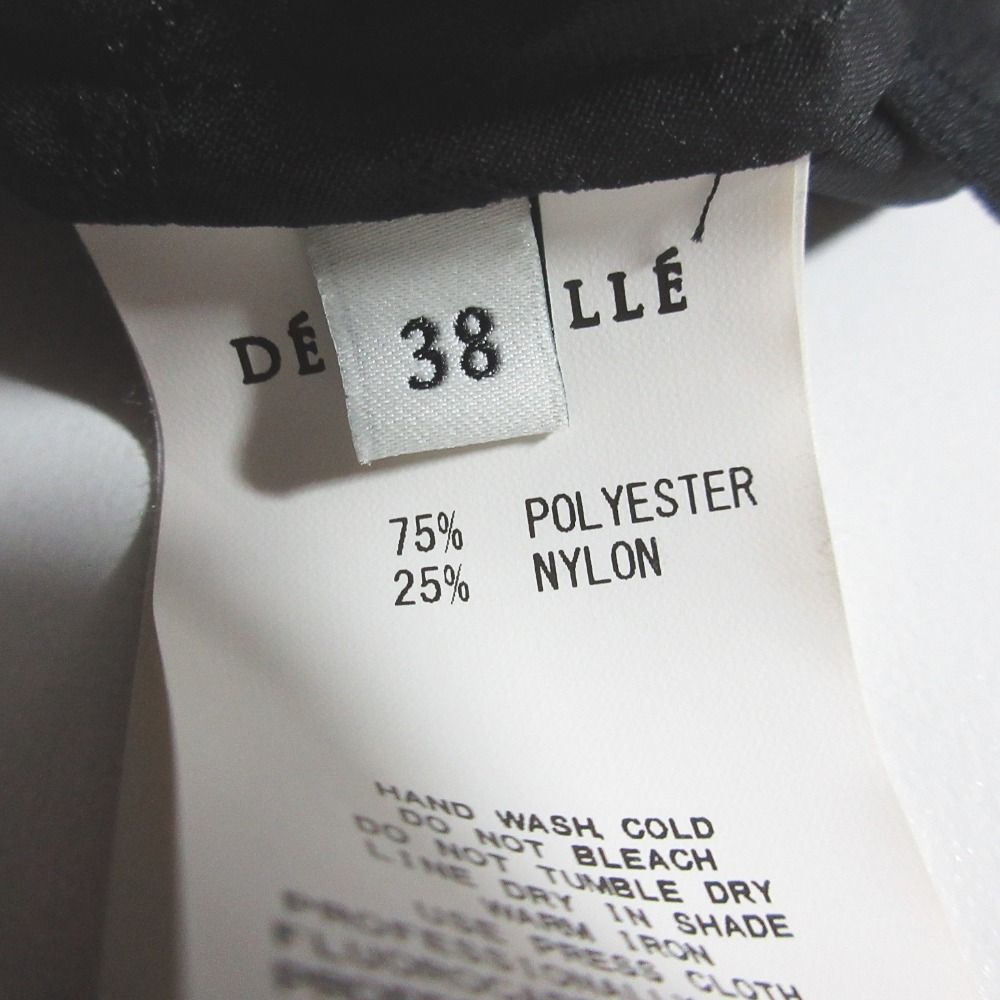 DÉ LLÉ
38
75% POLYESTER
25% NYLON
HAND WASH COLD
DO NOT BLEACH
DO NOT TUMBLE DRY
LINE DRY IN SHADE
WARM IRON
USE PRESS CLOTH
PROFESSIONALLY